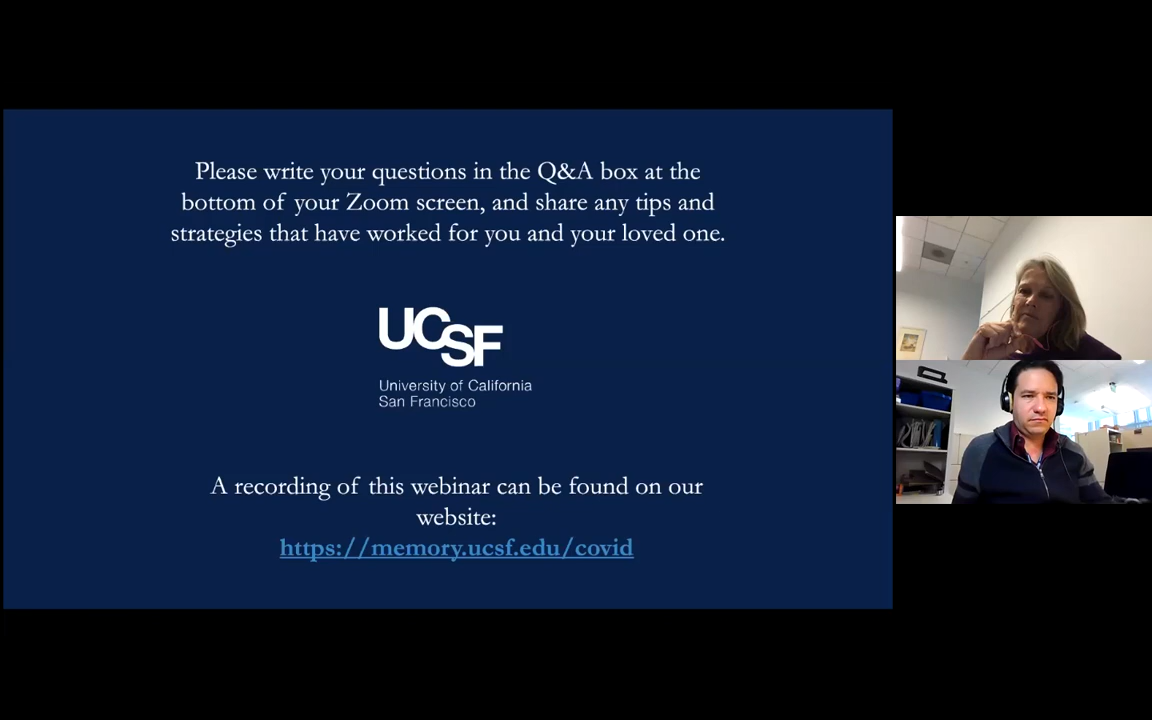 Please write your questions in the Q&A box at the
bottom of your Zoom screen, and share any tips and
strategies that have worked for you and your loved one.
UCSF
University of California
San Francisco
A recording of this webinar can be found on our
website:
https://memory.ucsf.edu/covid